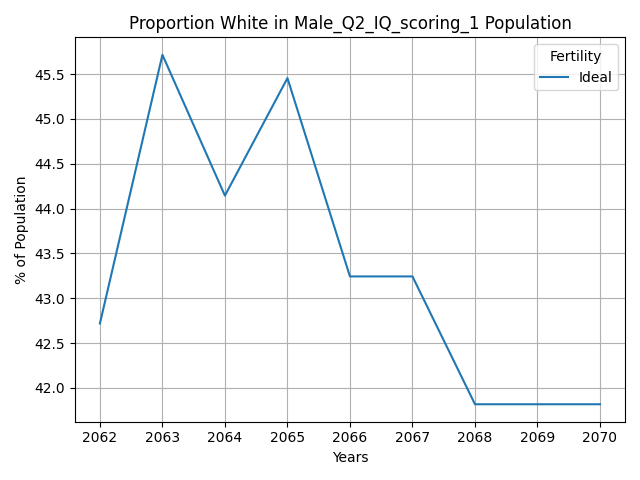 Proportion White in Male_Q2_IQ_scoring_1 Population
Fertility
Ideal
45.5
45.0
44.5
44.0
43.5
43.0
42.5
42.0
% of Population
2062 2063 2064 2065 2066 2067 2068 2069 2070
Years